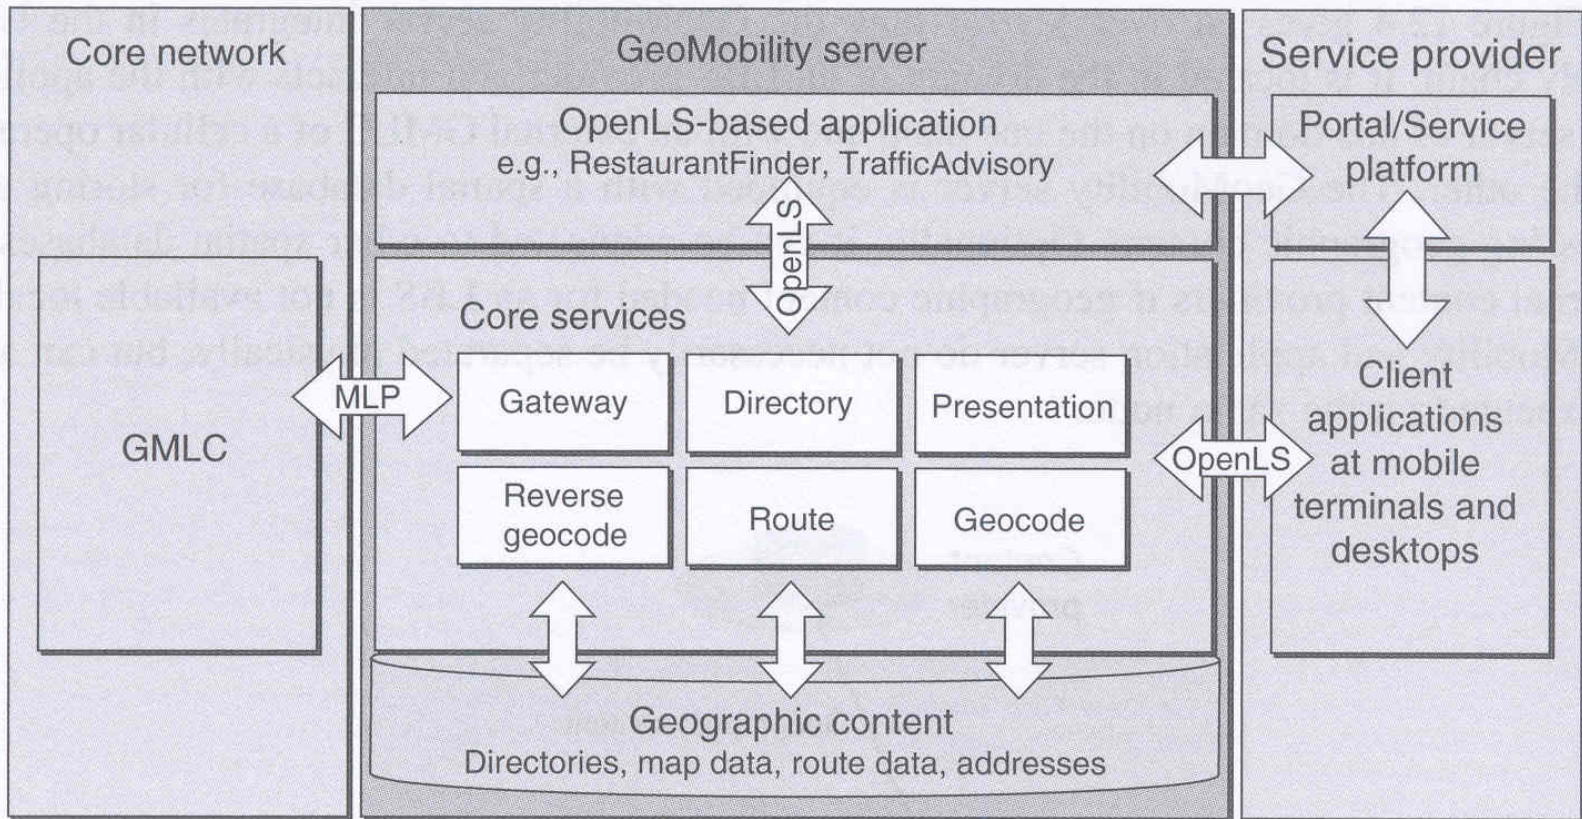 Core network
GMLC
MLP
GeoMobility server
OpenLS-based application
e.g., RestaurantFinder, TrafficAdvisory
OpenLS
Core services
Gateway
Directory
Presentation
Reverse
geocode
Route
Geocode
Geographic content
Directories, map data, route data, addresses
Service provider
Portal/Service
platform
OpenLS
Client
applications
at mobile
terminals and
desktops